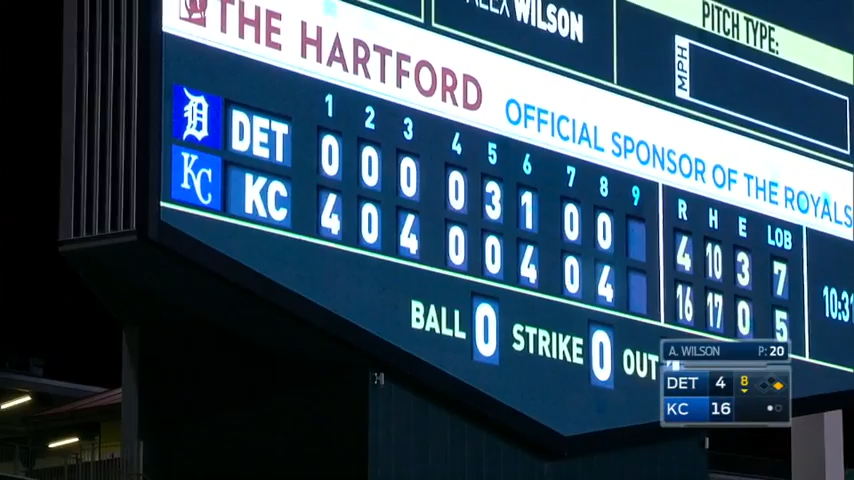 ALEX WILSON
PITCH TYPE:
MPH
THE HARTFORD OFFICIAL SPONSOR OF THE ROYALS
1 2 3 4 5 6 7 8 9 R H E LOB
D DET 0 0 0 0 3 1 0 0 4 10 3 7
KC KC 4 0 4 0 0 4 0 4 16 17 0 5
10:31
BALL 0 STRIKE 0 OUT
A. WILSON P: 20
DET 4 8
KC 16